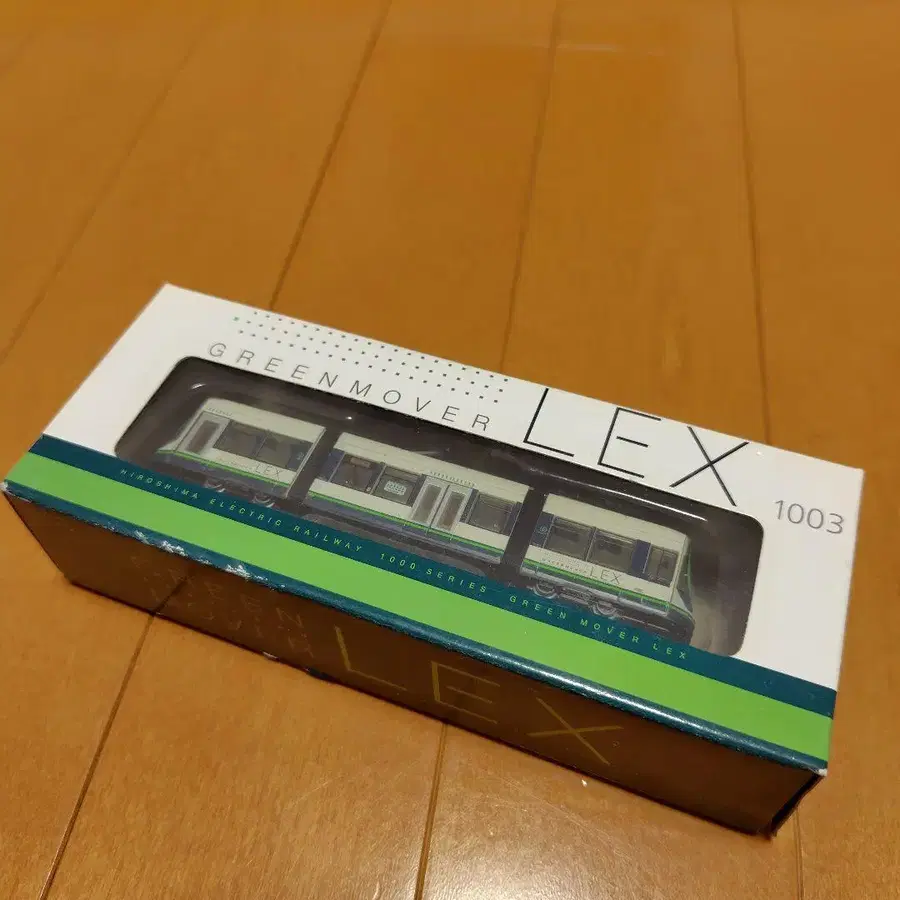 GREENMOVER LEX
1003
LEX
LEX
HIROSHIMA ELECTRIC RAILWAY 1000 SERIES GREEN MOVER LEX
LEX